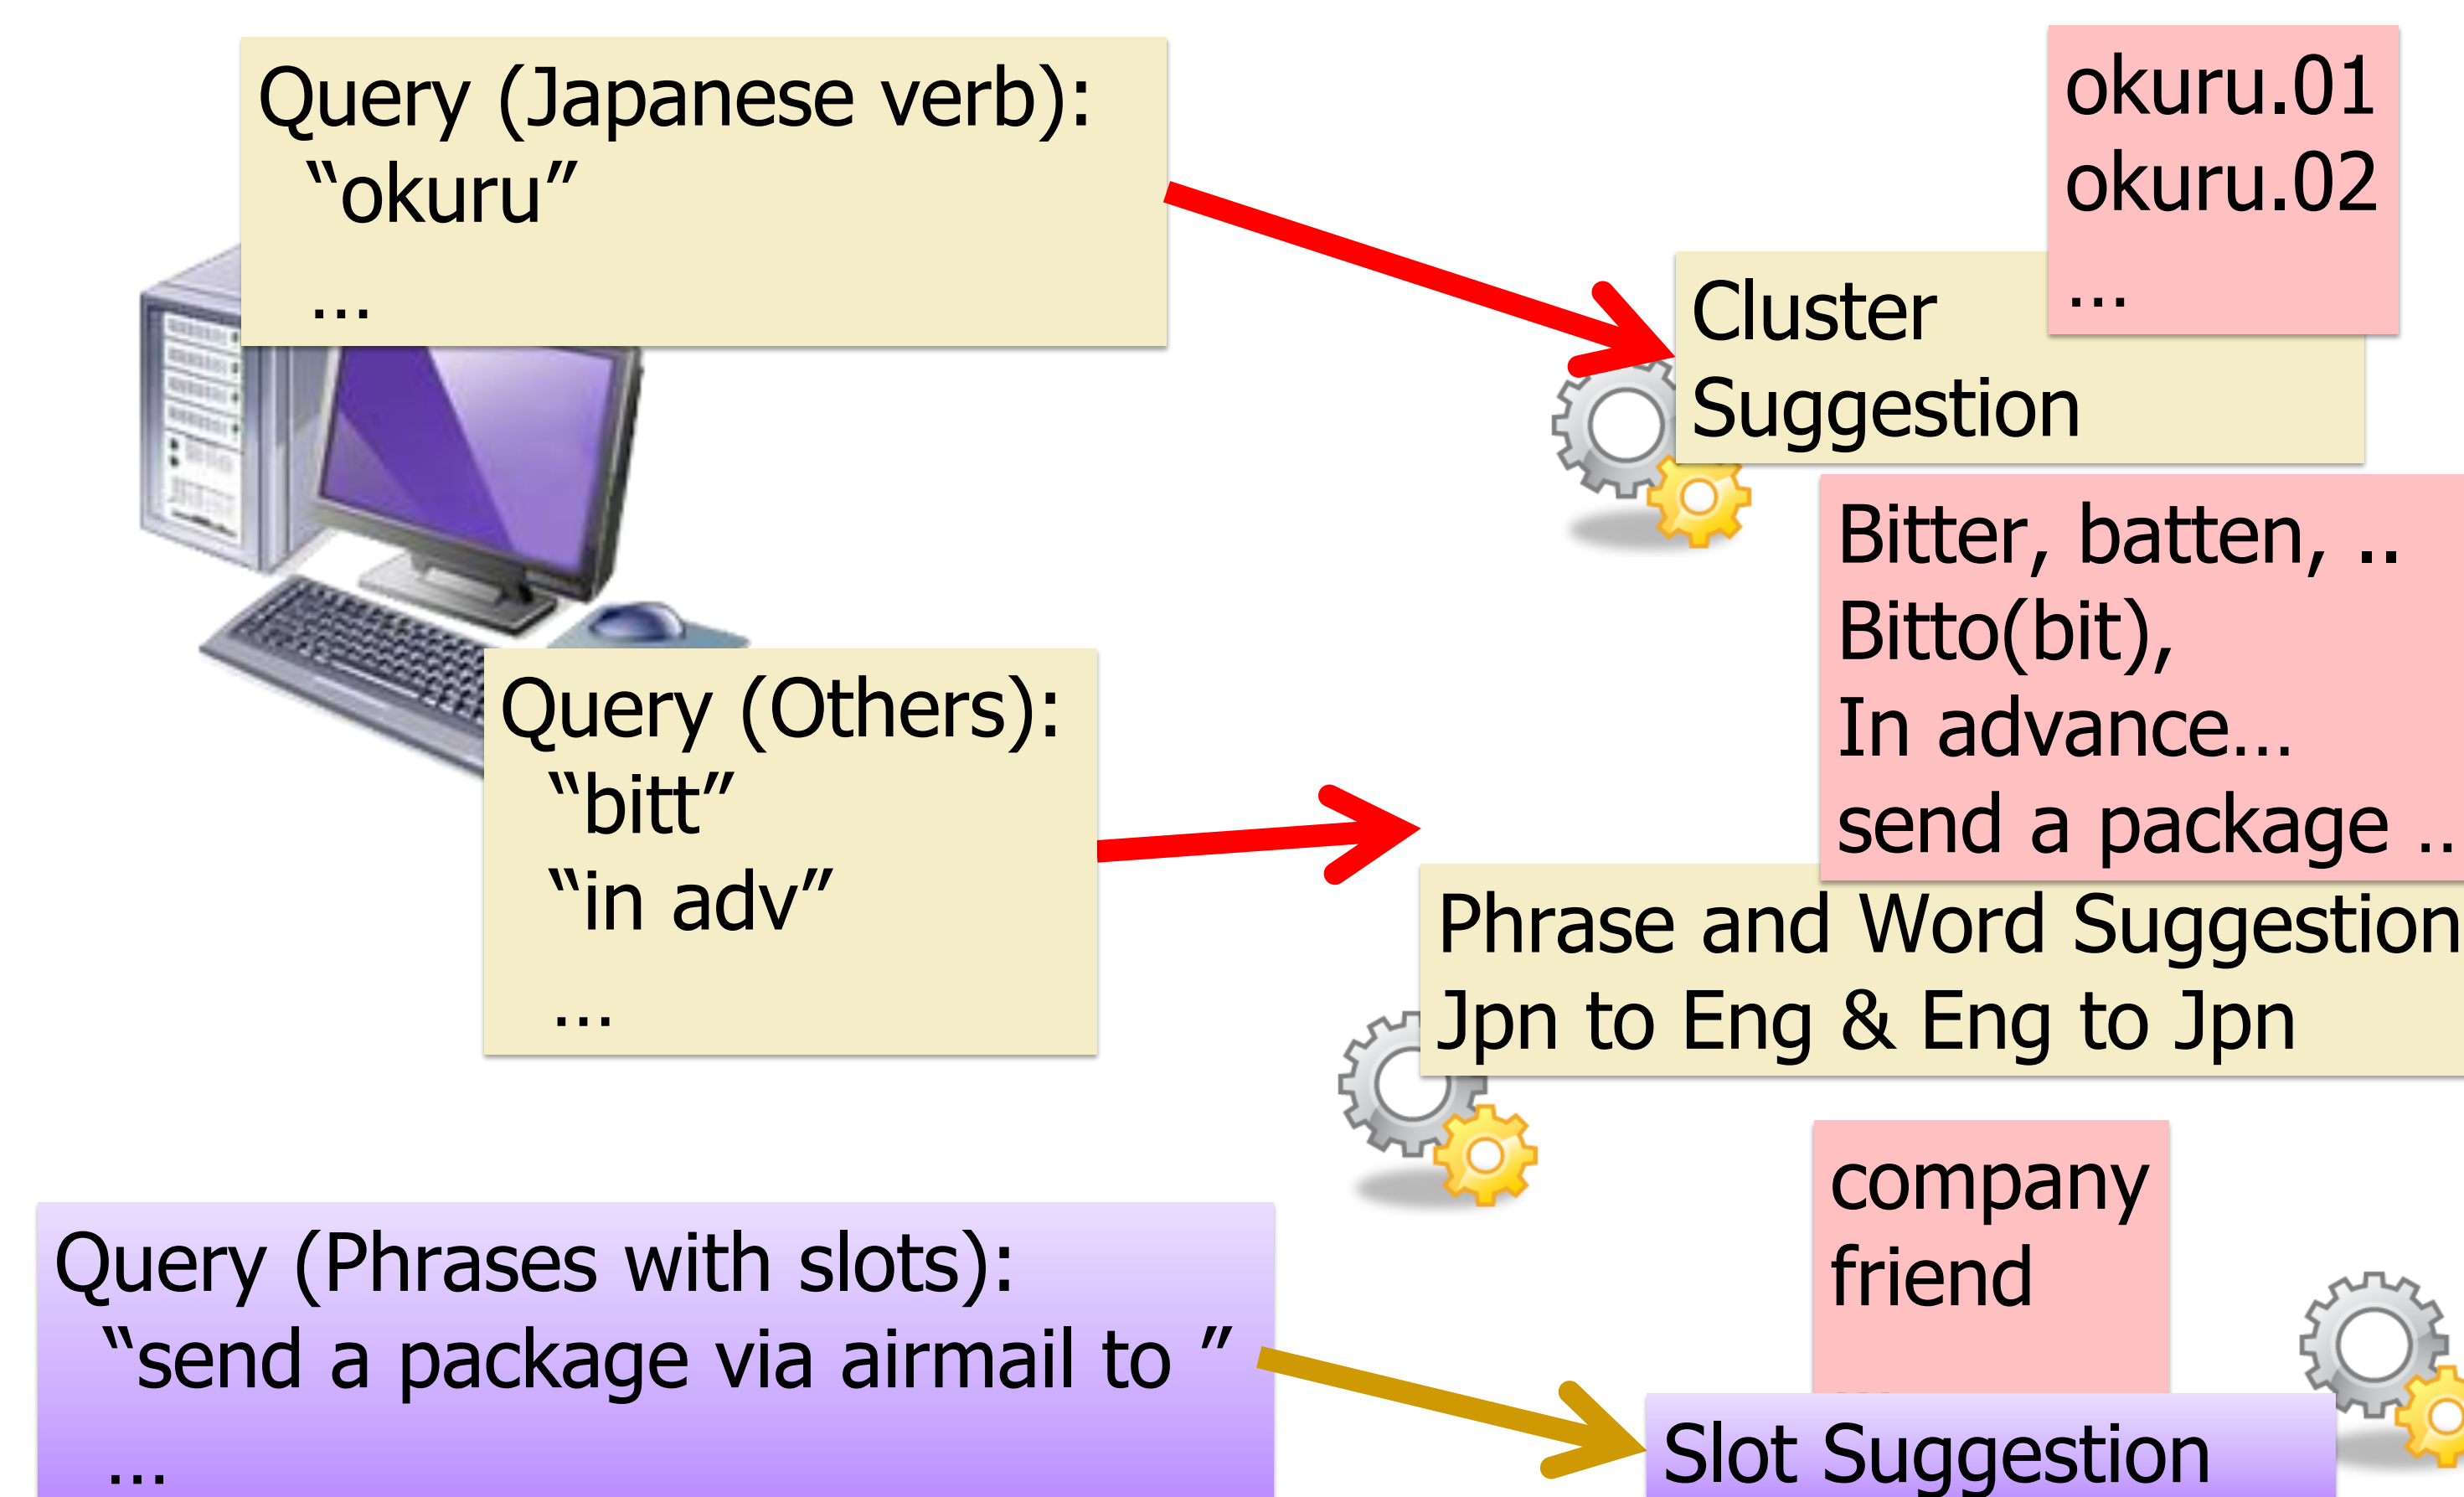 Query (Japanese verb):
“okuru”
…
okuru.01
okuru.02
…
Cluster
Suggestion
Bitter, batten, ..
Bitto(bit),
In advance…
send a package ..
Query (Others):
“bitt”
“in adv”
…
Phrase and Word Suggestion
Jpn to Eng & Eng to Jpn
Query (Phrases with slots):
“send a package via airmail to ”
…
company
friend
…
Slot Suggestion